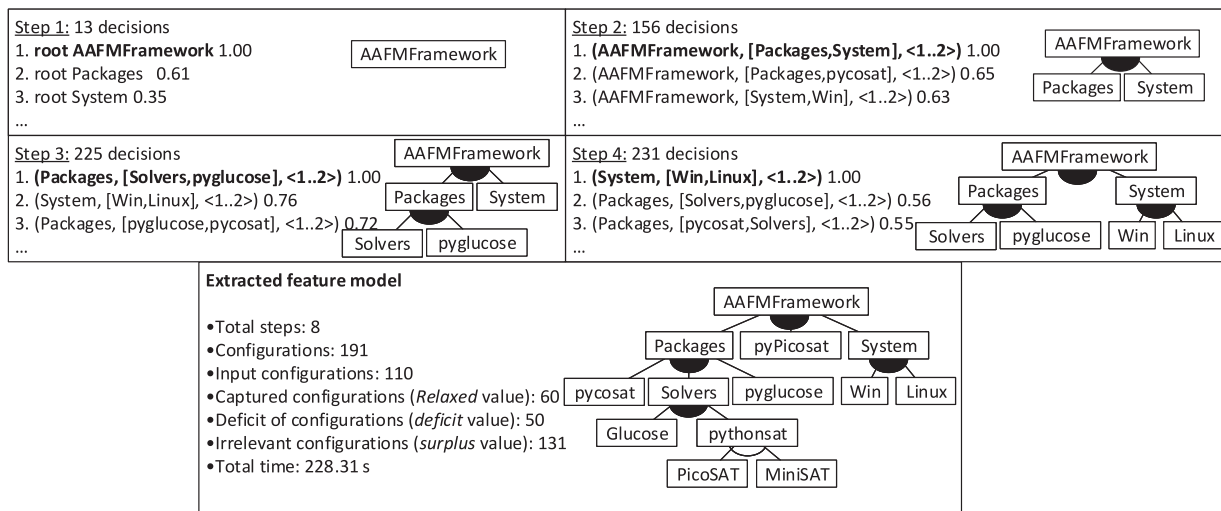 Step 1: 13 decisions
1. root AAFMFramework 1.00
2. root Packages 0.61
3. root System 0.35
...
AAFMFramework
Step 2: 156 decisions
1. (AAFMFramework, [Packages,System], <1..2>) 1.00
2. (AAFMFramework, [Packages,pycosat], <1..2>) 0.65
3. (AAFMFramework, [System,Win], <1..2>) 0.63
...
AAFMFramework
Packages System
Step 3: 225 decisions
1. (Packages, [Solvers,pyglucose], <1..2>) 1.00
2. (System, [Win,Linux], <1..2>) 0.76
3. (Packages, [pyglucose,pycosat], <1..2>) 0.72
...
AAFMFramework
Packages System
Solvers pyglucose
Step 4: 231 decisions
1. (System, [Win,Linux], <1..2>) 1.00
2. (Packages, [Solvers,pyglucose], <1..2>) 0.56
3. (Packages, [pycosat,Solvers], <1..2>) 0.55
...
AAFMFramework
Packages System
Solvers pyglucose Win Linux
Extracted feature model
•Total steps: 8
•Configurations: 191
•Input configurations: 110
•Captured configurations (Relaxed value): 60
•Deficit of configurations (deficit value): 50
•Irrelevant configurations (surplus value): 131
•Total time: 228.31 s
AAFMFramework
Packages pyPicosat System
pycosat Solvers pyglucose Win Linux
Glucose pythonsat
PicoSAT MiniSAT